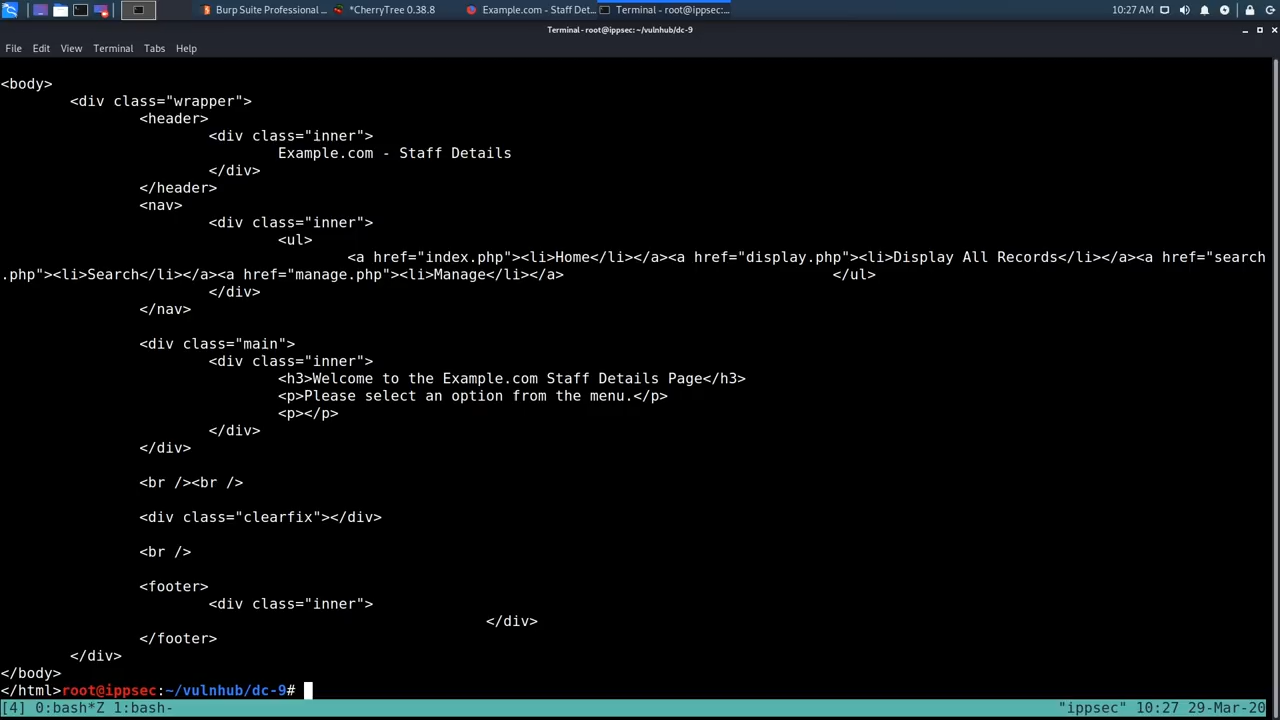 Burp Suite Professional ... *CherryTree 0.38.8 Example.com - Staff Det... Terminal - root@ippsec:... 10:27 AM
Terminal - root@ippsec: ~/vulnhub/dc-9
File Edit View Terminal Tabs Help
<body>
<div class="wrapper">
<header>
<div class="inner">
Example.com - Staff Details
</div>
</header>
<nav>
<div class="inner">
<ul>
<a href="index.php"><li>Home</li></a><a href="display.php"><li>Display All Records</li></a><a href="search
.php"><li>Search</li></a><a href="manage.php"><li>Manage</li></a> </ul>
</div>
</nav>
<div class="main">
<div class="inner">
<h3>Welcome to the Example.com Staff Details Page</h3>
<p>Please select an option from the menu.</p>
<p></p>
</div>
</div>
<br /><br />
<div class="clearfix"></div>
<br />
<footer>
<div class="inner">
</div>
</footer>
</div>
</body>
</html>root@ippsec:~/vulnhub/dc-9#
[4] 0:bash*Z 1:bash- "ippsec" 10:27 29-Mar-20